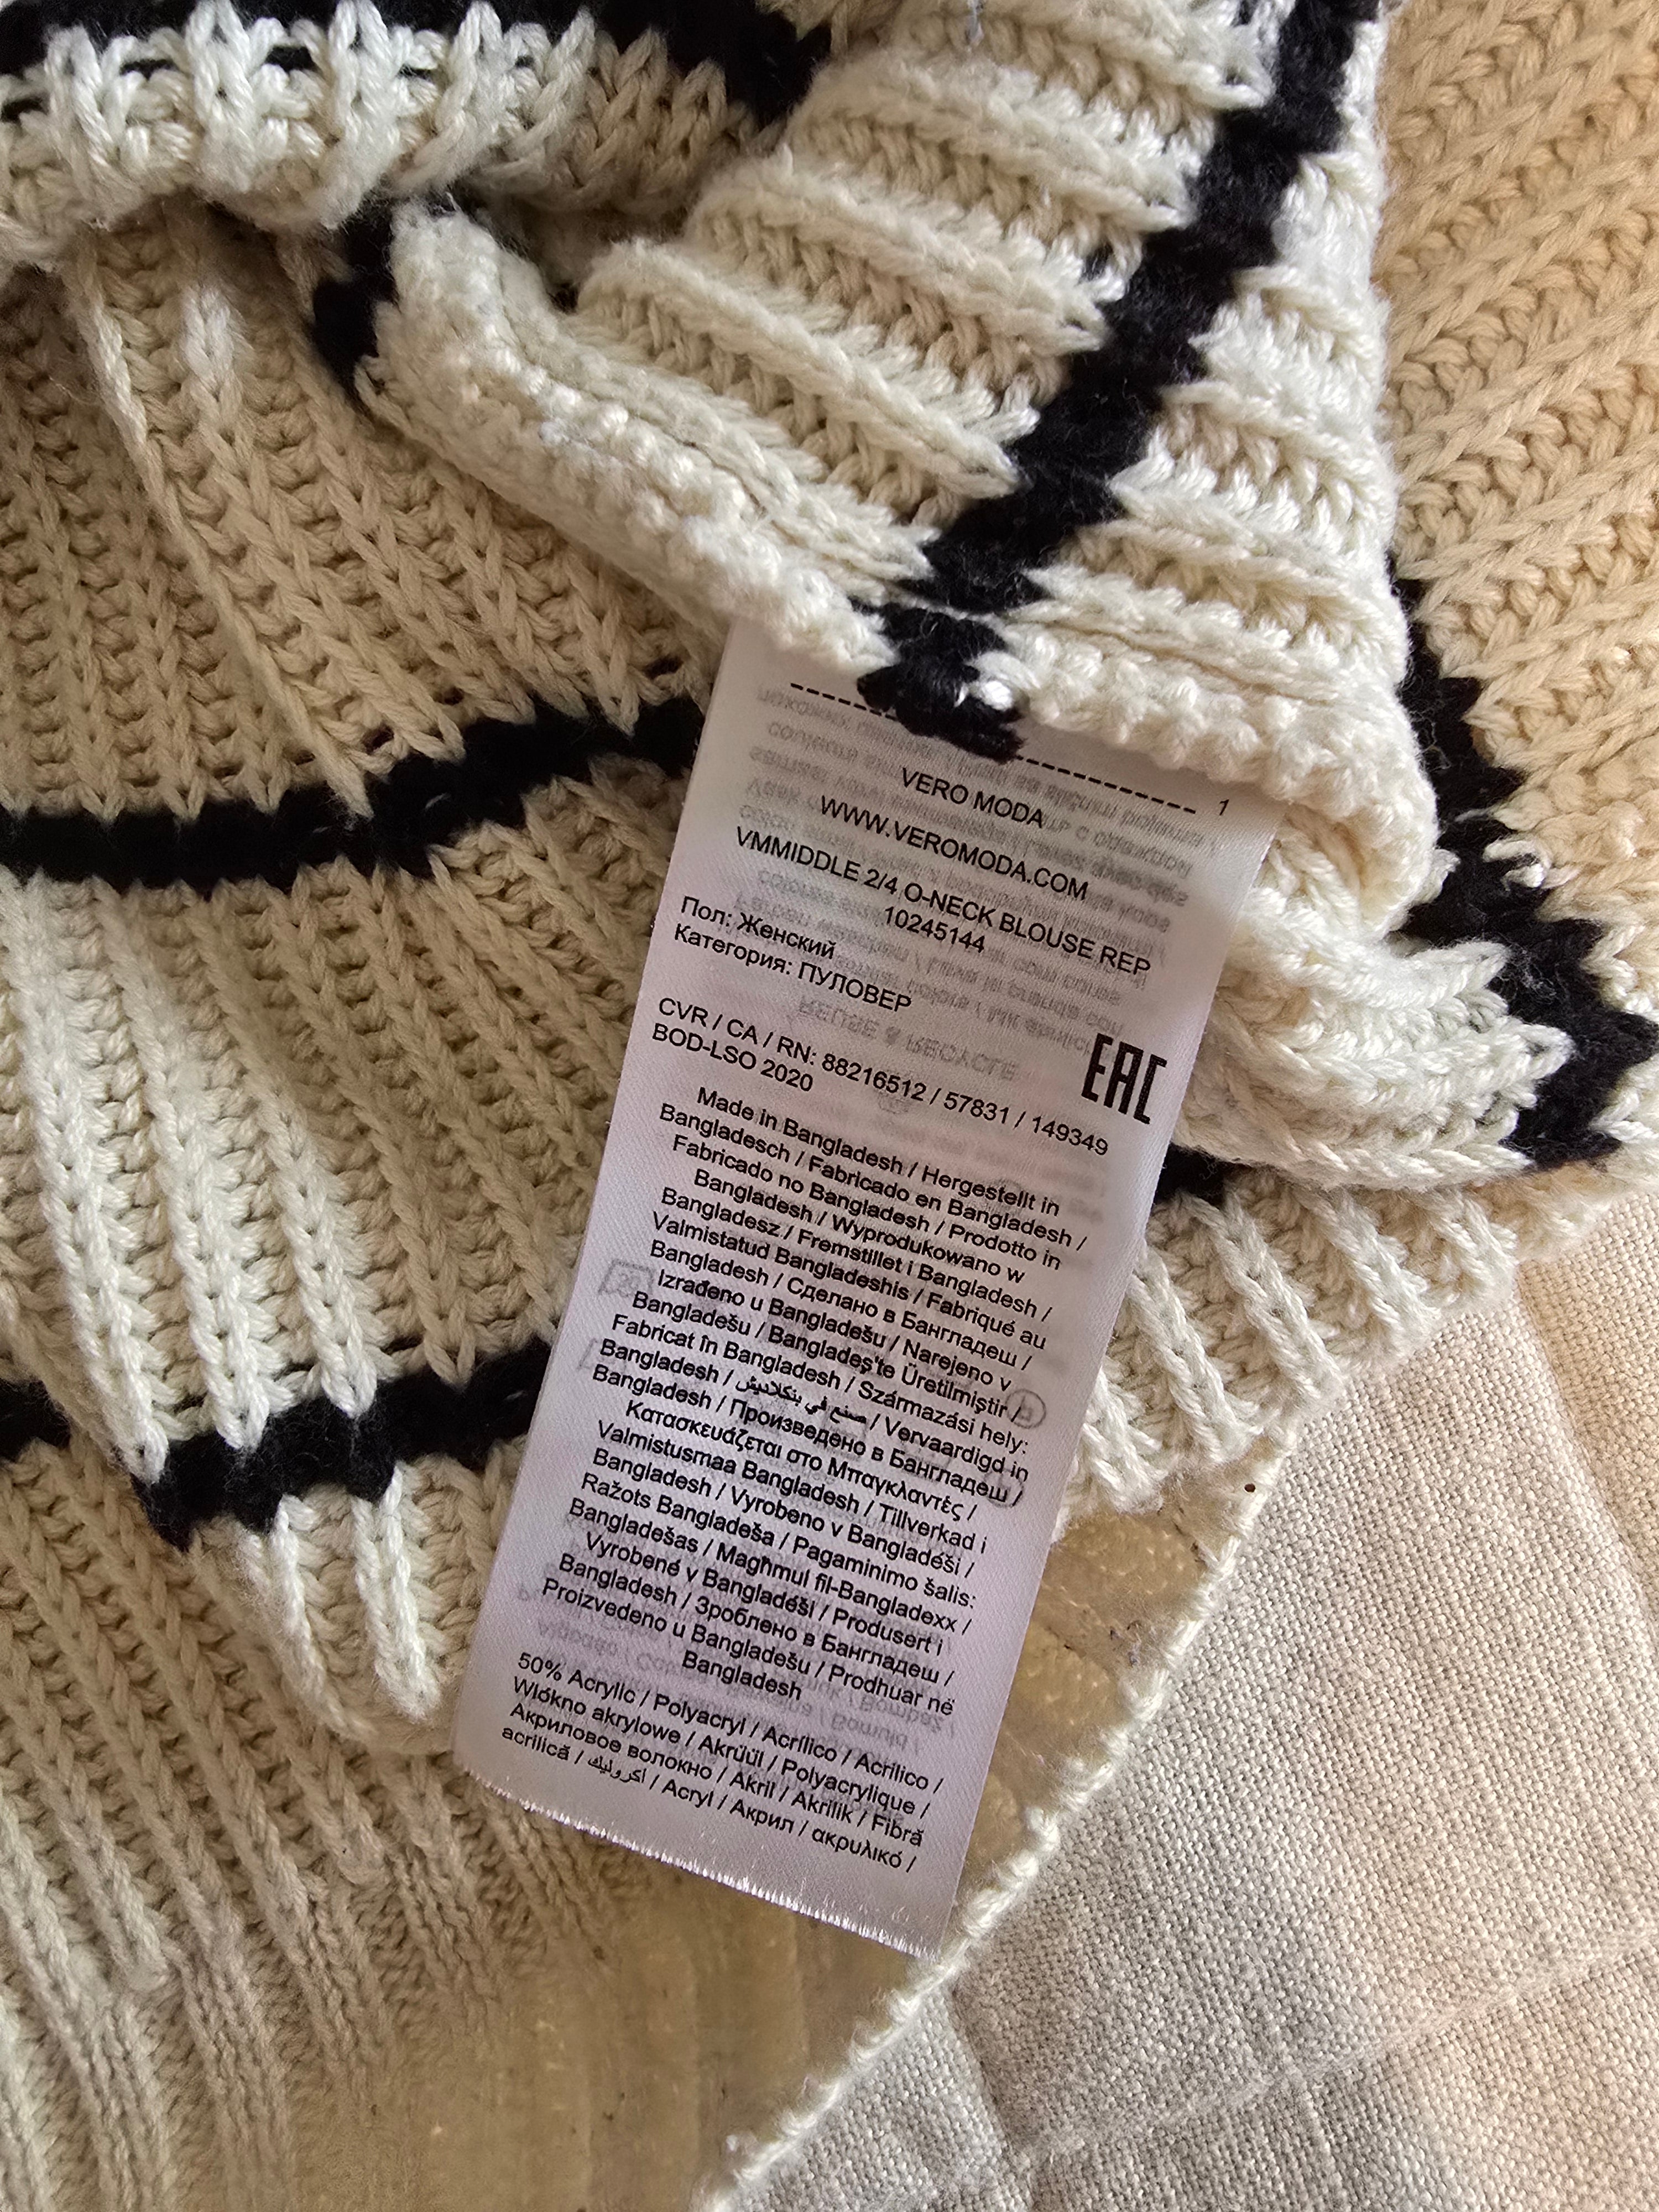 1
VERO MODA
WWW.VEROMODA.COM
VMMIDDLE 2/4 O-NECK BLOUSE REP
10245144
Пол: Женский
Категория: ПУЛОВЕР
EAC
CVR / CA / RN: 88216512 / 57831 / 149349
BOD-LSO 2020
Made in Bangladesh / Hergestellt in
Bangladesch / Fabricado en Bangladesh /
Fabricado no Bangladesh / Prodotto in
Bangladesh / Wyprodukowano w
Bangladesz / Fremstillet i Bangladesh /
Valmistatud Bangladeshis / Fabriqué au
Bangladesh / Сделано в Бангладеш /
Izrađeno u Bangladešu / Narejeno v
Bangladešu / Bangladeş'te Üretilmiştir /
Fabricat în Bangladesh / Származási hely:
Bangladesh / صنع في بنكلاديش / Vervaardigd in
Bangladesh / Произведено в Бангладеш /
Κατασκευάζεται στο Μπαγκλαντές /
Valmistusmaa Bangladesh / Tillverkad i
Bangladesh / Vyrobeno v Bangladéši /
Ražots Bangladeša / Pagaminimo šalis:
Bangladešas / Magħmul fil-Bangladexx /
Vyrobené v Bangladéši / Produsert i
Bangladesh / Зроблено в Бангладеш /
Proizvedeno u Bangladešu / Prodhuar në
Bangladesh
50% Acrylic / Polyacryl / Acrílico / Acrilico /
Włókno akrylowe / Akrüül / Polyacrylique /
Акриловое волокно / Akril / Akrilik / Fibră
acrilică / اكروليك / Acryl / Акрил / ακρυλικό /